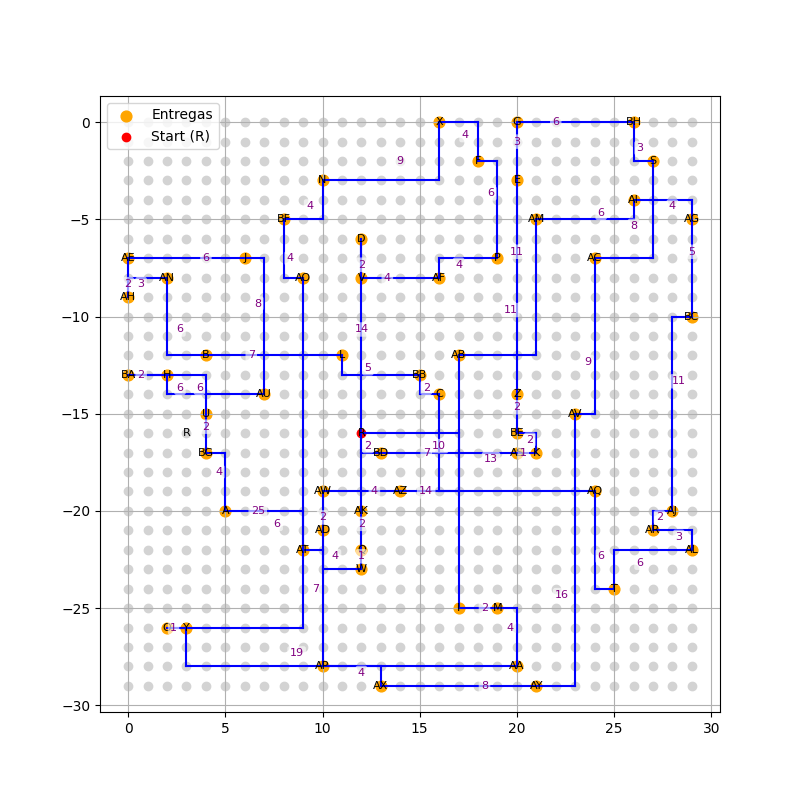 Entregas
Start (R)
0
−5
−10
−15
−20
−25
−30
X 4 G 6 BH
3 3
9 F S
N 6 E
4 AI 4
BF AM 6 8 AG
D
AE 6 J 2 11 5
4 4 P AC
2 3 AN AO V 4 AF
AH
8 11 BC
6 14
B 7 L AB 9
5
BA 2 H BB 11
6 6 2
AU C Z
U 2 AV
R 2 R BE
2 10 2
BG BD 7 13 1 K
4
AW 4 AZ 14 AQ
A 25 AK AJ
6 2 2 2
AD AR
3
4 1 6 AL
W 6
7 16 T
I 2 M
1 Y 4
19
AP 4 AA
AX 8 AY
0 5 10 15 20 25 30